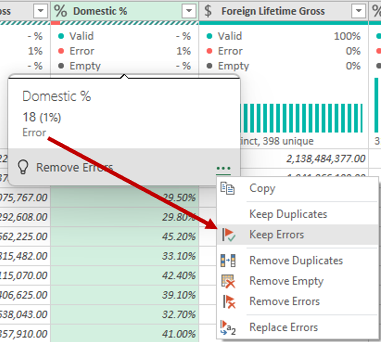 oss % Domestic % $ Foreign Lifetime Gross
- % Valid - % Valid 100%
1% Error 1% Error 0%
- % Empty - % Empty 0%
Domestic %
18 (1%)
Error
Remove Errors ...
tinct, 398 unique
2,138,484,377.00
075,767.00 29.50%
292,608.00 29.80%
562,225.00 45.20%
315,482.00 33.10%
115,070.00 42.40%
406,625.00 39.10%
538,043.00 32.70%
357,910.00 41.00%
Copy
Keep Duplicates
Keep Errors
Remove Duplicates
Remove Empty
Remove Errors
Replace Errors